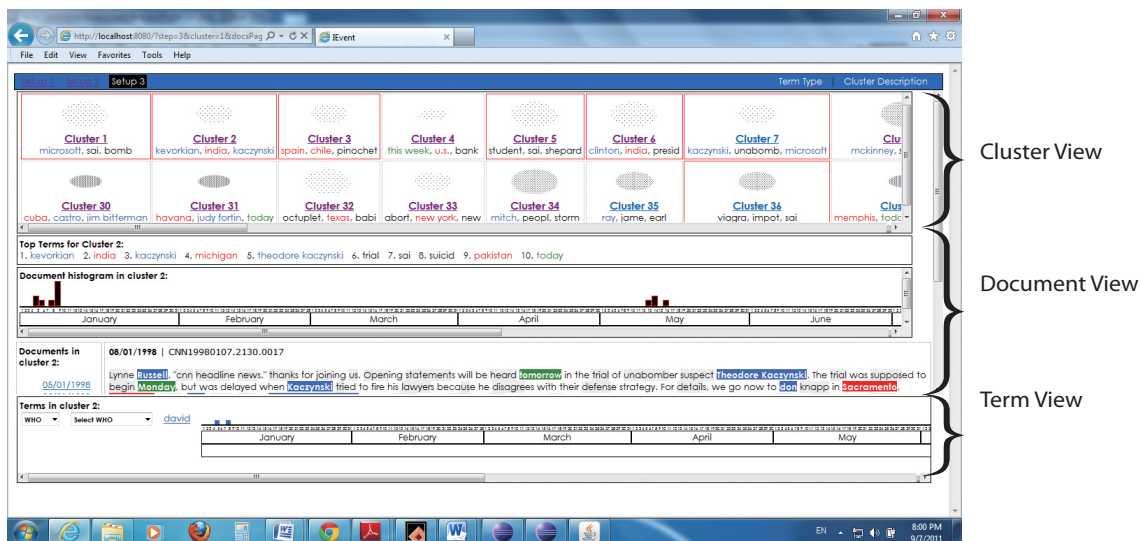 http://localhost:8080/?step=3&cluster=1&docsPag
IEvent
File Edit View Favorites Tools Help
Setup 1 Setup 2 Setup 3 Term Type | Cluster Description
Cluster 1 Cluster 2 Cluster 3 Cluster 4 Cluster 5 Cluster 6 Cluster 7 Clu
microsoft, sai, bomb kevorkian, india, kaczynski spain, chile, pinochet this week, u.s., bank student, sai, shepard clinton, india, presid kaczynski, unabomb, microsoft mckinney, s
Cluster View
Cluster 30 Cluster 31 Cluster 32 Cluster 33 Cluster 34 Cluster 35 Cluster 36 Clus
cuba, castro, jim bitterman havana, judy fortin, today octuplet, texas, babi abort, new york, new mitch, peopl, storm ray, jame, earl viagra, impot, sai memphis, toda
Top Terms for Cluster 2:
1. kevorkian 2. india 3. kaczynski 4. michigan 5. theodore kaczynski 6. trial 7. sai 8. suicid 9. pakistan 10. today
Document histogram in cluster 2:
Document View
January February March April May June
Documents in cluster 2:
08/01/1998 | CNN19980107.2130.0017
05/01/1998
Lynne Russell, "cnn headline news." thanks for joining us. Opening statements will be heard tomorrow in the trial of unabomber suspect Theodore Kaczynski. The trial was supposed to
begin Monday, but was delayed when Kaczynski tried to fire his lawyers because he disagrees with their defense strategy. For details, we go now to don knapp in Sacramento.
Term View
Terms in cluster 2:
WHO Select WHO david
January February March April May
EN 8:00 PM
9/7/2011